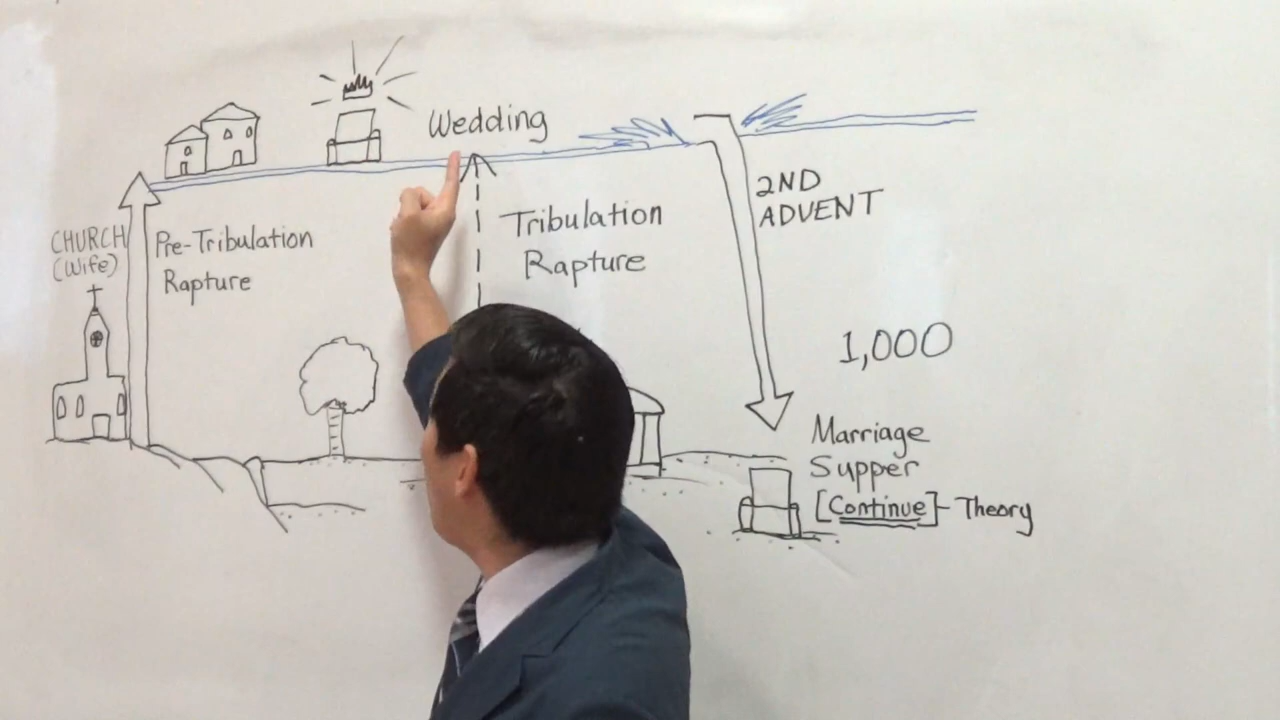 Wedding
CHURCH
(Wife)
Pre-Tribulation
Rapture
Tribulation
Rapture
2ND
ADVENT
1,000
Marriage
Supper
[Continue]- Theory